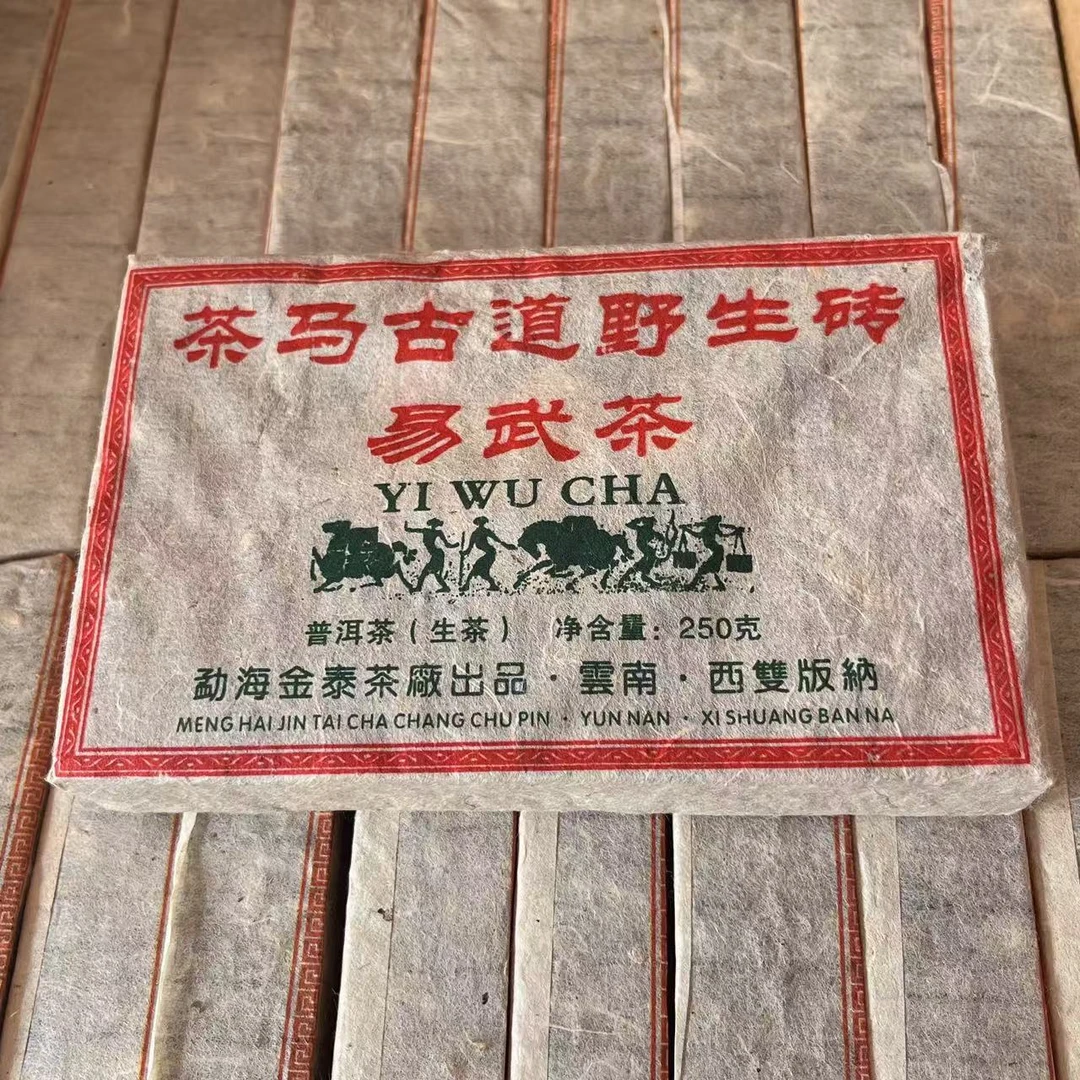 茶马古道野生砖
易武茶
YI WU CHA
普洱茶（生茶） 净含量：250克
勐海金泰茶廠出品·雲南·西雙版納
MENG HAI JIN TAI CHA CHANG CHU PIN · YUN NAN · XI SHUANG BAN NA